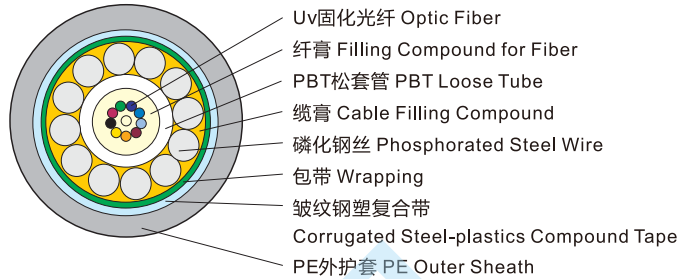 Uv固化光纤 Optic Fiber
纤膏 Filling Compound for Fiber
PBT松套管 PBT Loose Tube
缆膏 Cable Filling Compound
磷化钢丝 Phosphorated Steel Wire
包带 Wrapping
皱纹钢塑复合带
Corrugated Steel-plastics Compound Tape
PE外护套 PE Outer Sheath